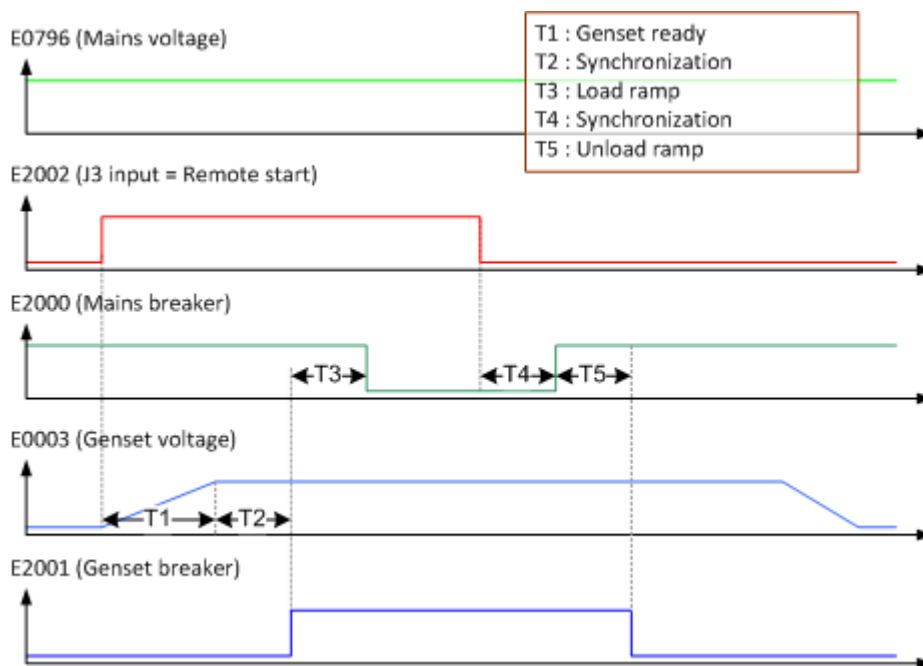 E0796 (Mains voltage)
T1 : Genset ready
T2 : Synchronization
T3 : Load ramp
T4 : Synchronization
T5 : Unload ramp
E2002 (J3 input = Remote start)
E2000 (Mains breaker)
T3
T4
T5
E0003 (Genset voltage)
T1
T2
E2001 (Genset breaker)